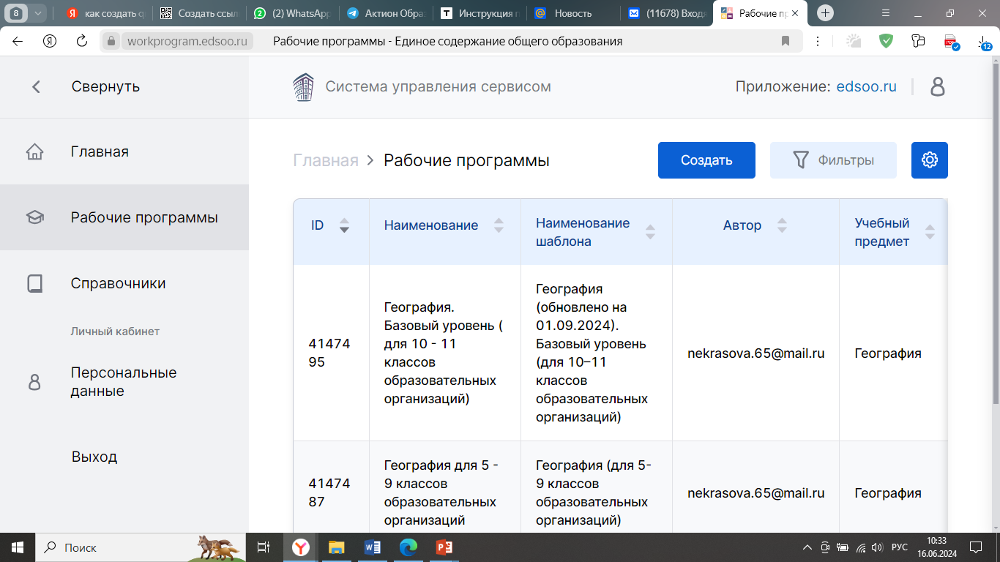 8
как создать q
Создать ссыл
(2) WhatsApp
Актион Обра
Инструкция п
Новость
(11678) Входя
Рабочие пр
workprogram.edsoo.ru
Рабочие программы - Единое содержание общего образования
12
Свернуть
Система управления сервисом
Приложение: edsoo.ru
Главная
Рабочие программы
Справочники
Личный кабинет
Персональные
данные
Выход
Главная > Рабочие программы
Создать
Фильтры
ID
Наименование
Наименование
шаблона
Автор
Учебный
предмет
41474
95
География.
Базовый уровень (
для 10 - 11
классов
образовательных
организаций)
География
(обновлено на
01.09.2024).
Базовый уровень
(для 10–11
классов
образовательных
организаций)
nekrasova.65@mail.ru
География
41474
87
География для 5 -
9 классов
образовательных
организаций
География (для 5-
9 классов
образовательных
организаций)
nekrasova.65@mail.ru
География
Поиск
РУС
10:33
16.06.2024